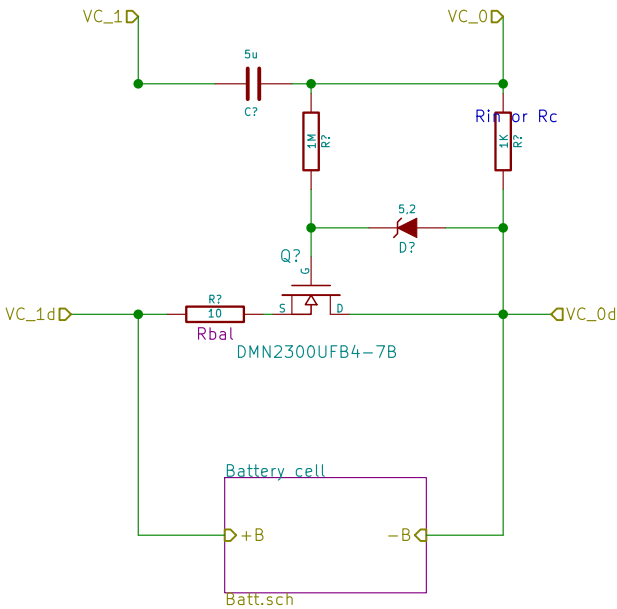 VC_1
VC_0
5u
C?
Rin or Rc
1M
R?
1K
R?
5,2
D?
Q?
G
S
D
VC_1d
R?
10
Rbal
VC_0d
DMN2300UFB4-7B
Battery cell
+B
-B
Batt.sch